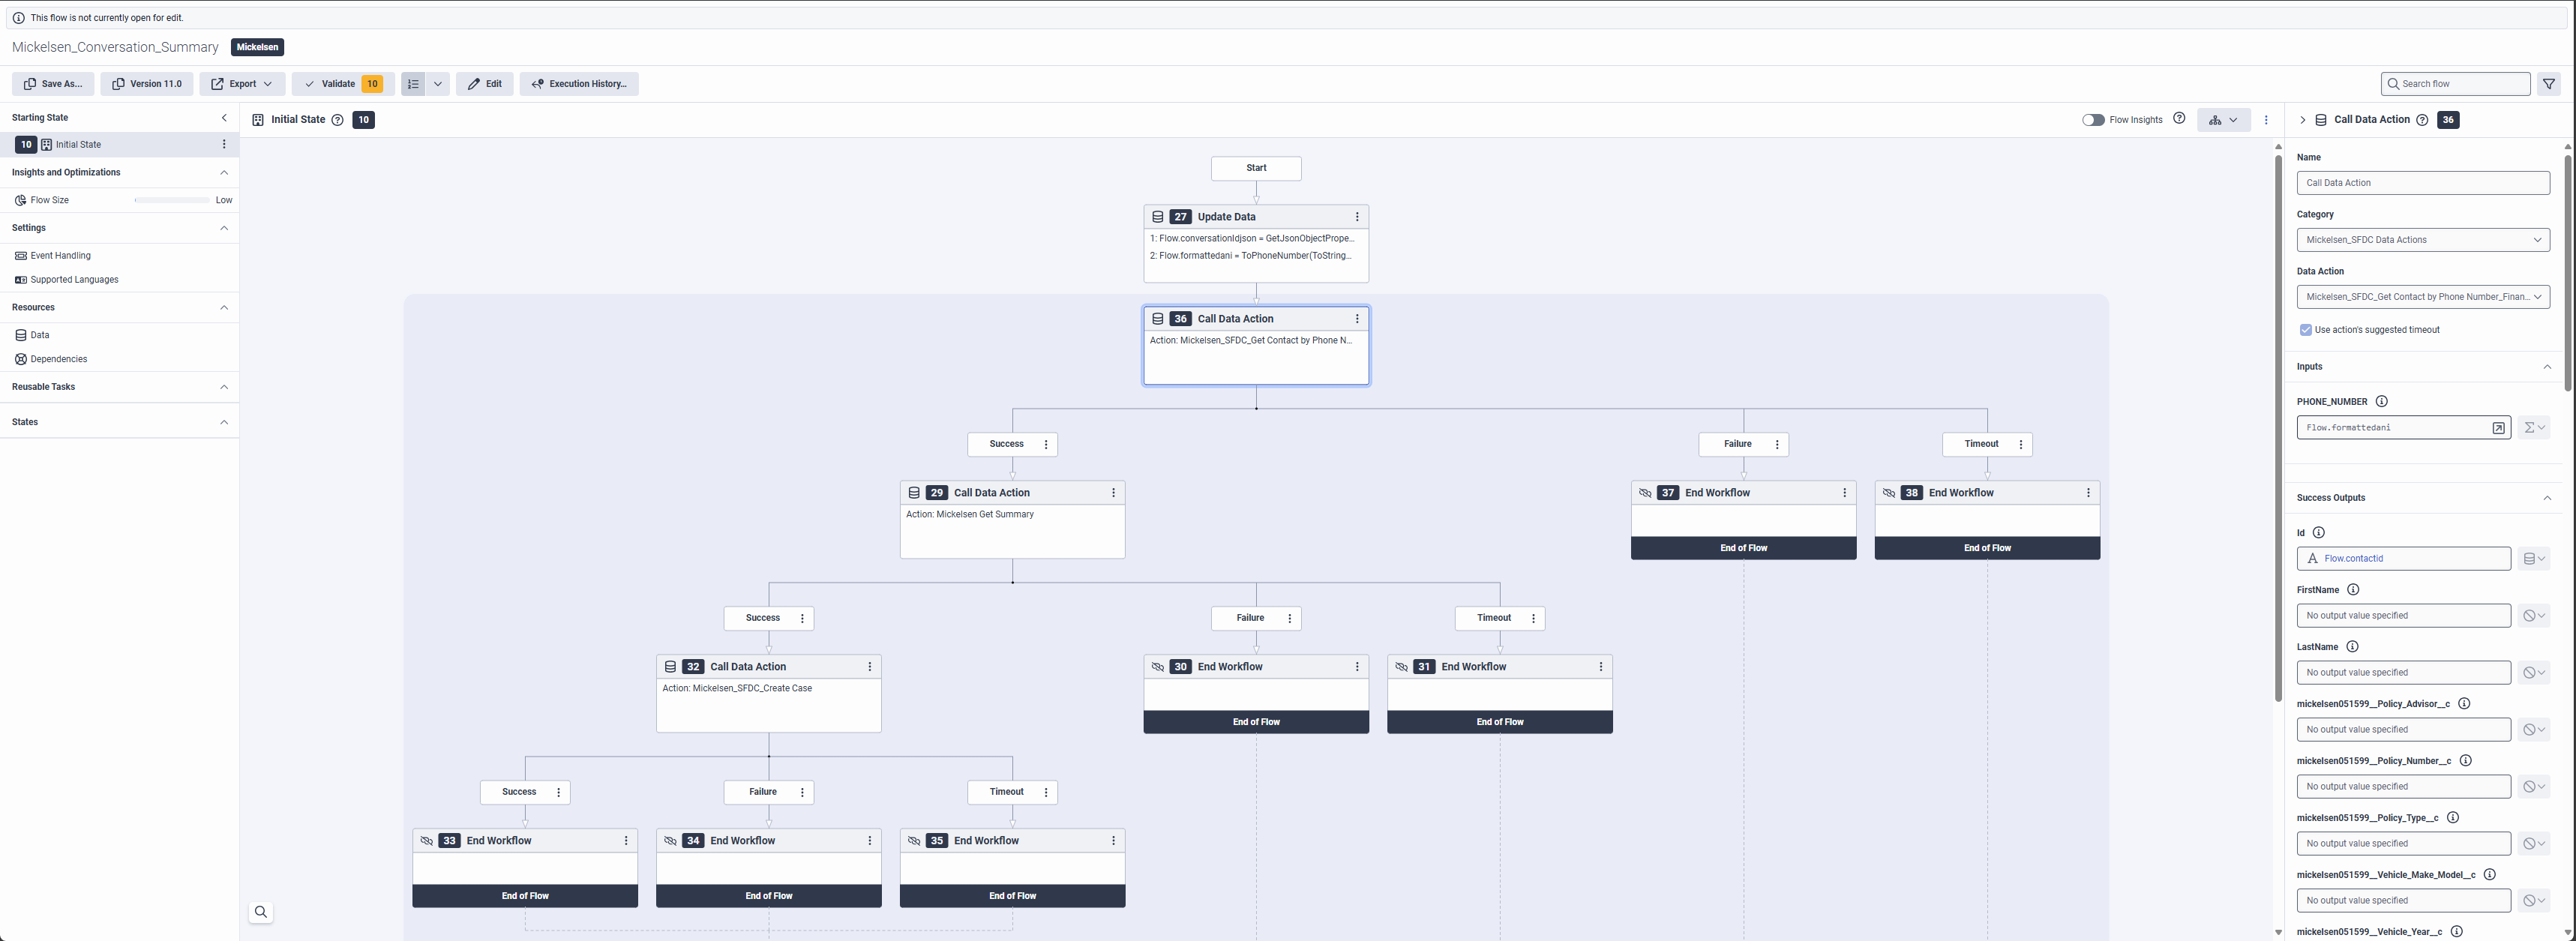 This flow is not currently open for edit.
Mickelsen_Conversation_Summary Mickelsen
Save As... Version 11.0 Export Validate 10 Edit Execution History... Search flow
Starting State
10 Initial State
Insights and Optimizations
Flow Size Low
Settings
Event Handling
Supported Languages
Resources
Data
Dependencies
Reusable Tasks
States
Initial State 10 Flow Insights
Start
27 Update Data
1: Flow.conversationIdjson = GetJsonObjectPrope...
2: Flow.formattedani = ToPhoneNumber(ToString...
36 Call Data Action
Action: Mickelsen_SFDC_Get Contact by Phone N...
Success Failure Timeout
29 Call Data Action
Action: Mickelsen Get Summary
37 End Workflow
End of Flow
38 End Workflow
End of Flow
Success Failure Timeout
32 Call Data Action
Action: Mickelsen_SFDC_Create Case
30 End Workflow
End of Flow
31 End Workflow
End of Flow
Success Failure Timeout
33 End Workflow
End of Flow
34 End Workflow
End of Flow
35 End Workflow
End of Flow
Call Data Action 36
Name
Call Data Action
Category
Mickelsen_SFDC Data Actions
Data Action
Mickelsen_SFDC_Get Contact by Phone Number_Finan...
Use action's suggested timeout
Inputs
PHONE_NUMBER
Flow.formattedani
Success Outputs
Id
Flow.contactid
FirstName
No output value specified
LastName
No output value specified
mickelsen051599__Policy_Advisor__c
No output value specified
mickelsen051599__Policy_Number__c
No output value specified
mickelsen051599__Policy_Type__c
No output value specified
mickelsen051599__Vehicle_Make_Model__c
No output value specified
mickelsen051599__Vehicle_Year__c